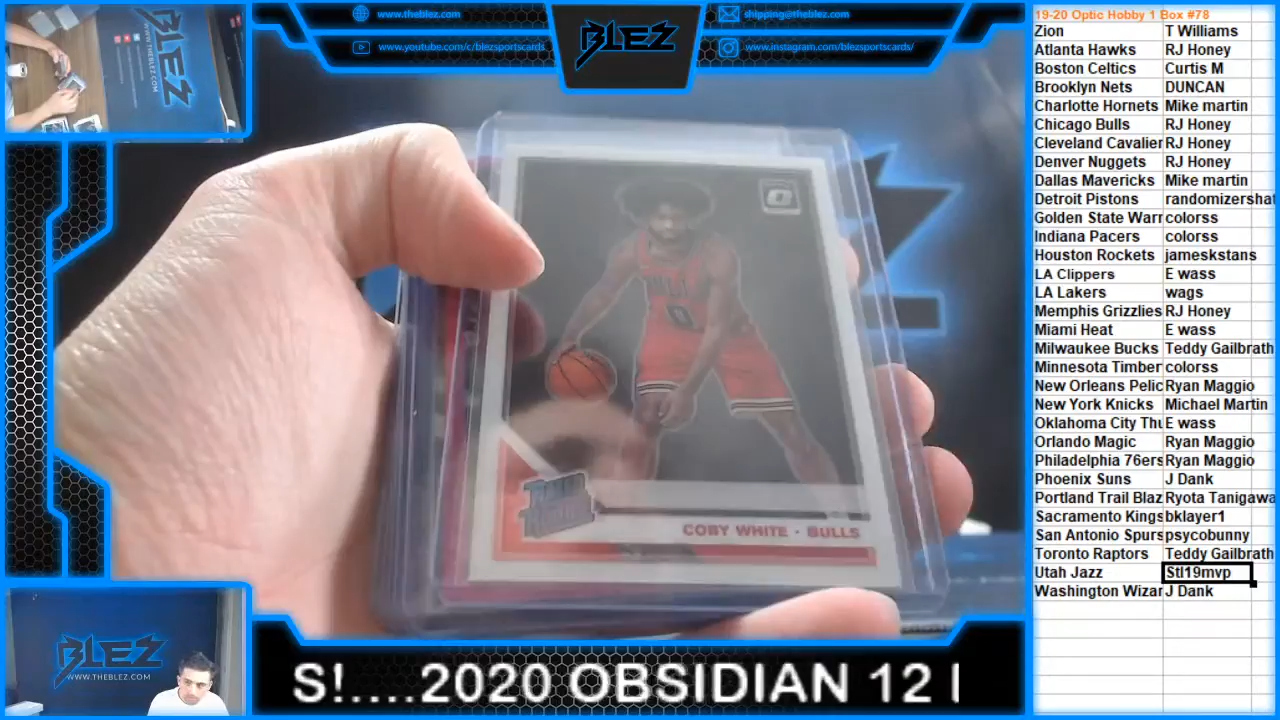 www.theblez.com
www.youtube.com/c/blezsportscards
BLEZ
shipping@theblez.com
www.instagram.com/blezsportscards/
BLEZ
WWW.THEBLEZ.COM
COBY WHITE · BULLS
BLEZ
WWW.THEBLEZ.COM
S!....2020 OBSIDIAN 12
19-20 Optic Hobby 1 Box #78
Zion T Williams
Atlanta Hawks RJ Honey
Boston Celtics Curtis M
Brooklyn Nets DUNCAN
Charlotte Hornets Mike martin
Chicago Bulls RJ Honey
Cleveland Cavalier RJ Honey
Denver Nuggets RJ Honey
Dallas Mavericks Mike martin
Detroit Pistons randomizershat
Golden State Warr colorss
Indiana Pacers colorss
Houston Rockets jameskstans
LA Clippers E wass
LA Lakers wags
Memphis Grizzlies RJ Honey
Miami Heat E wass
Milwaukee Bucks Teddy Gailbrath
Minnesota Timber colorss
New Orleans Pelic Ryan Maggio
New York Knicks Michael Martin
Oklahoma City Thu E wass
Orlando Magic Ryan Maggio
Philadelphia 76ers Ryan Maggio
Phoenix Suns J Dank
Portland Trail Blaz Ryota Tanigawa
Sacramento Kings bklayer1
San Antonio Spurs psycobunny
Toronto Raptors Teddy Gailbrath
Utah Jazz Stl19mvp
Washington Wizar J Dank